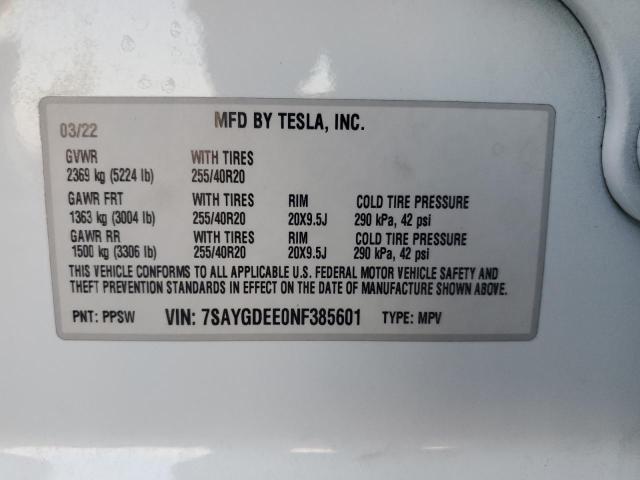 03/22 MFD BY TESLA, INC.
GVWR WITH TIRES
2369 kg (5224 lb) 255/40R20
GAWR FRT WITH TIRES RIM COLD TIRE PRESSURE
1363 kg (3004 lb) 255/40R20 20X9.5J 290 kPa, 42 psi
GAWR RR WITH TIRES RIM COLD TIRE PRESSURE
1500 kg (3306 lb) 255/40R20 20X9.5J 290 kPa, 42 psi
THIS VEHICLE CONFORMS TO ALL APPLICABLE U.S. FEDERAL MOTOR VEHICLE SAFETY AND
THEFT PREVENTION STANDARDS IN EFFECT ON THE DATE OF MANUFACTURE SHOWN ABOVE.
PNT: PPSW VIN: 7SAYGDEE0NF385601 TYPE: MPV